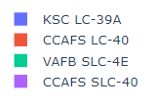 KSC LC-39A
CCAFS LC-40
VAFB SLC-4E
CCAFS SLC-40